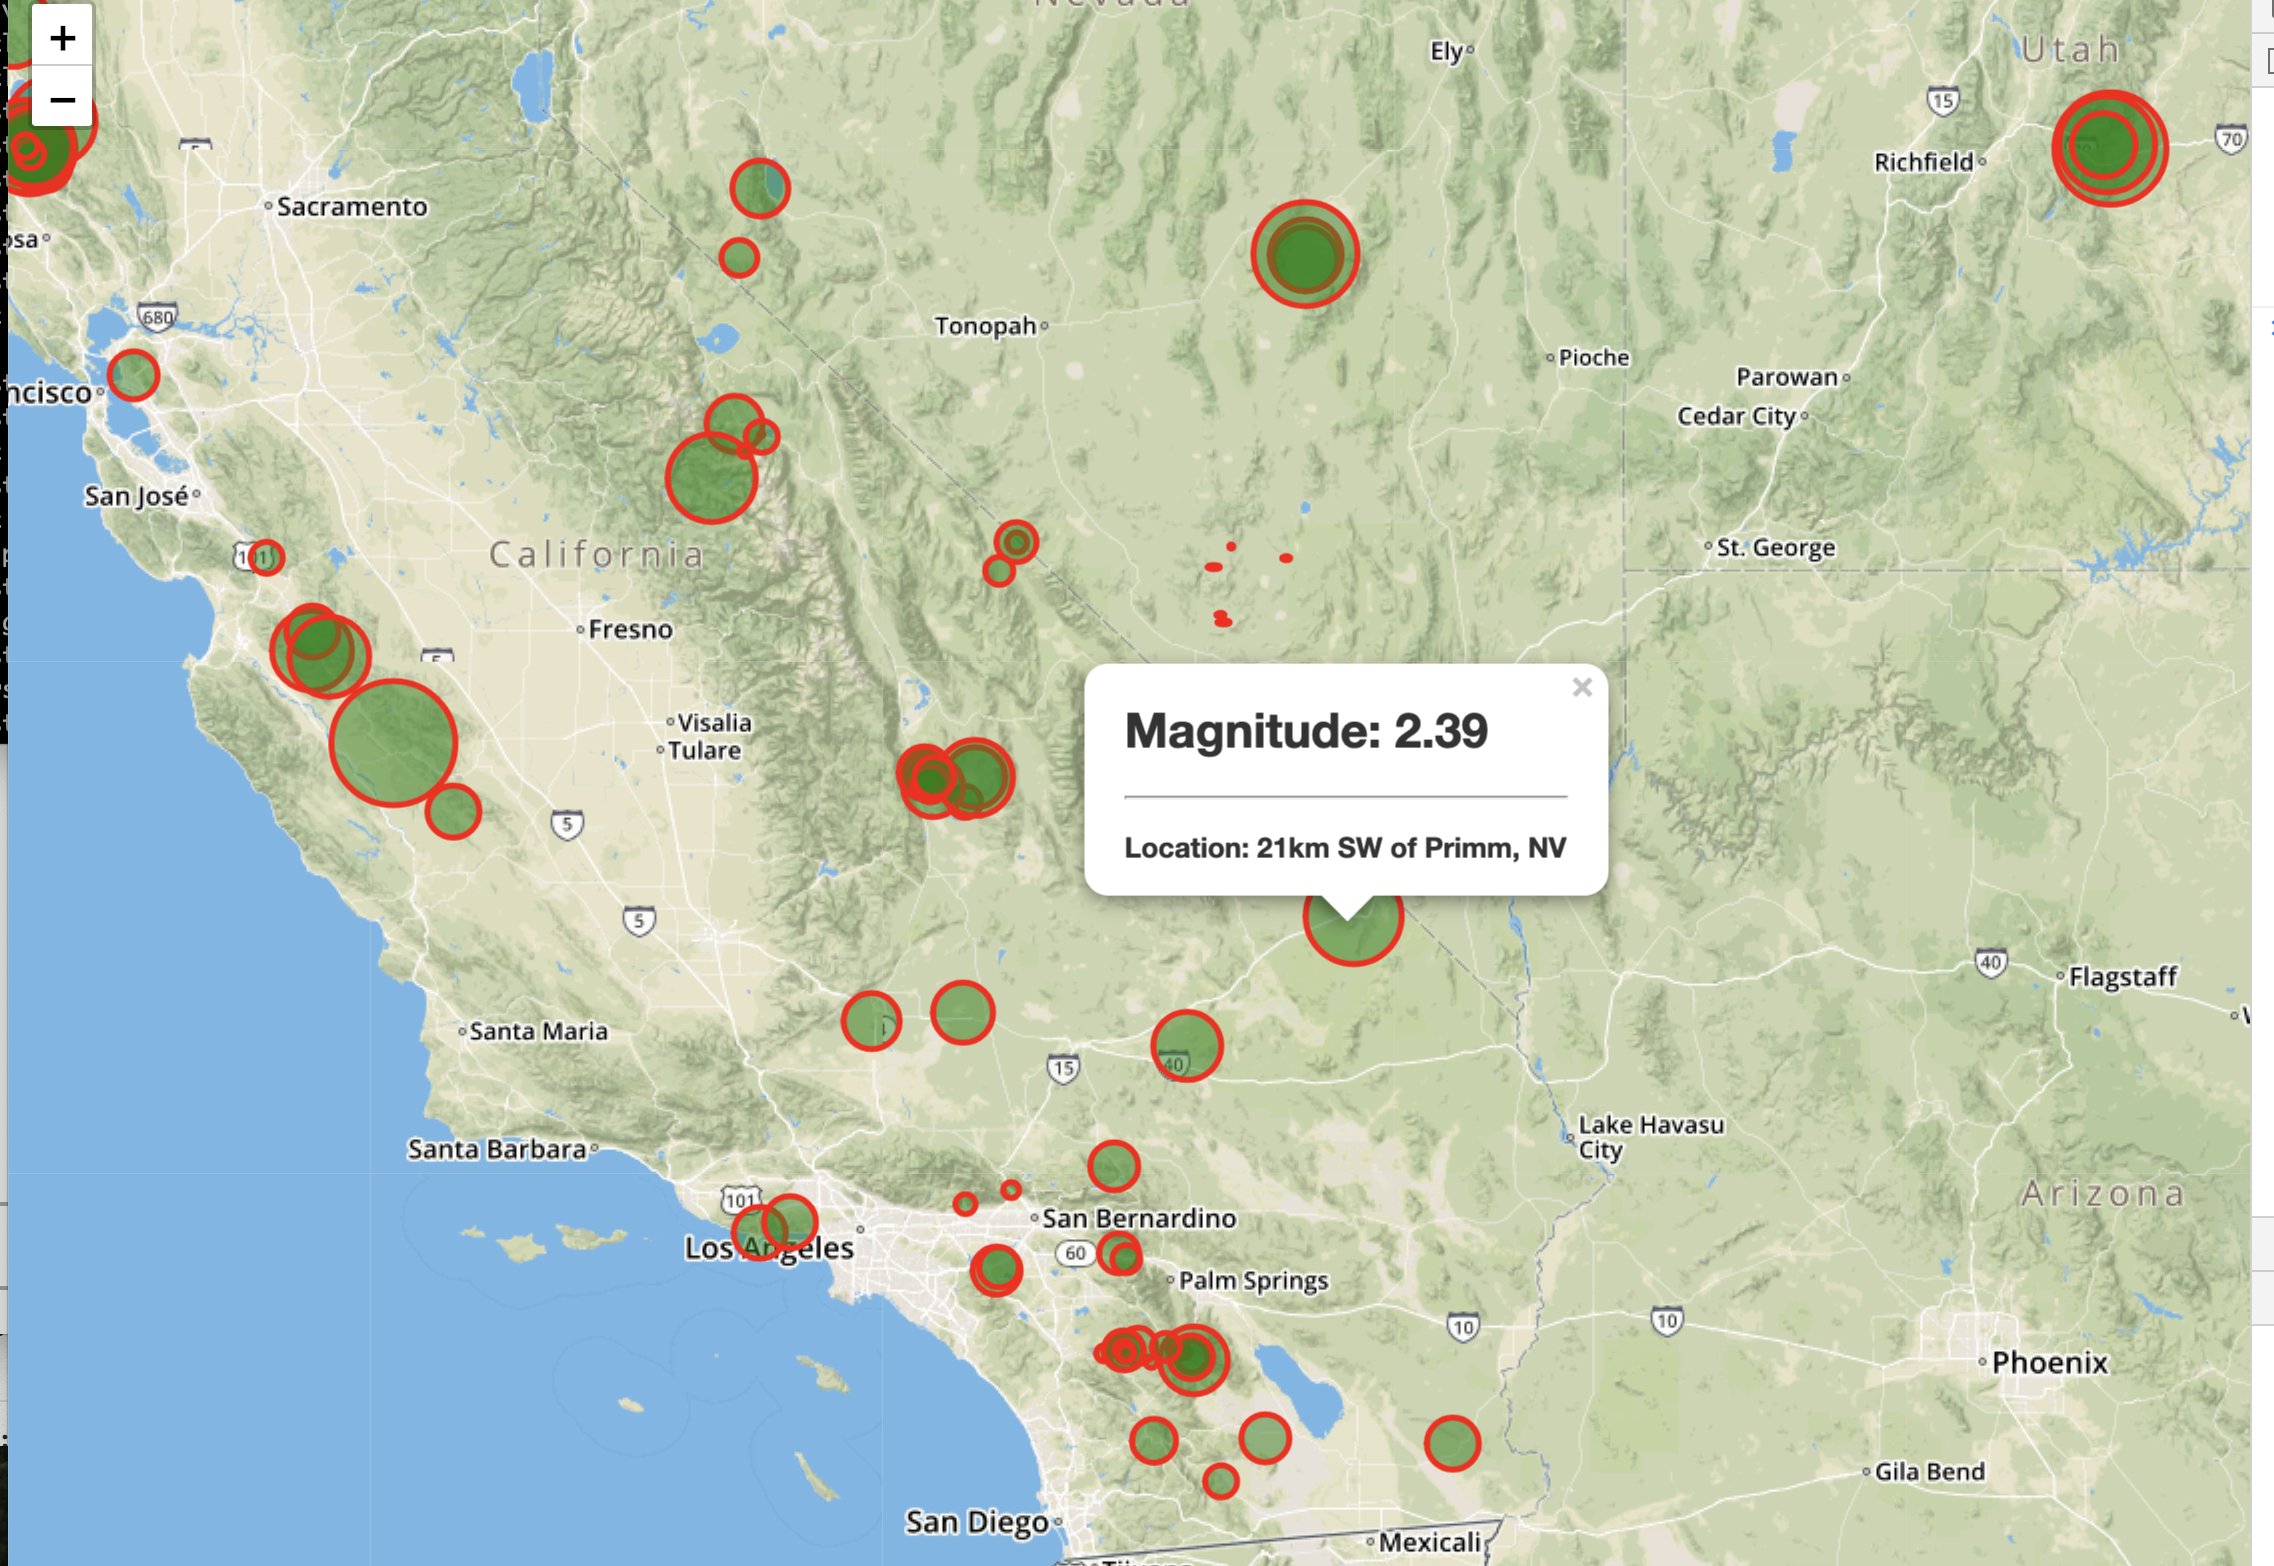 +
−
Nevada
Ely
Utah
15
70
Richfield
Sacramento
680
Tonopah
Pioche
Parowan
Cedar City
ncisco
San José
101
California
St. George
Fresno
5
Visalia
Tulare
×
Magnitude: 2.39
Location: 21km SW of Primm, NV
5
5
40
Flagstaff
Santa Maria
15
40
Lake Havasu
City
Santa Barbara
101
Arizona
San Bernardino
Los Angeles
60
Palm Springs
10
10
Phoenix
Gila Bend
San Diego
Mexicali